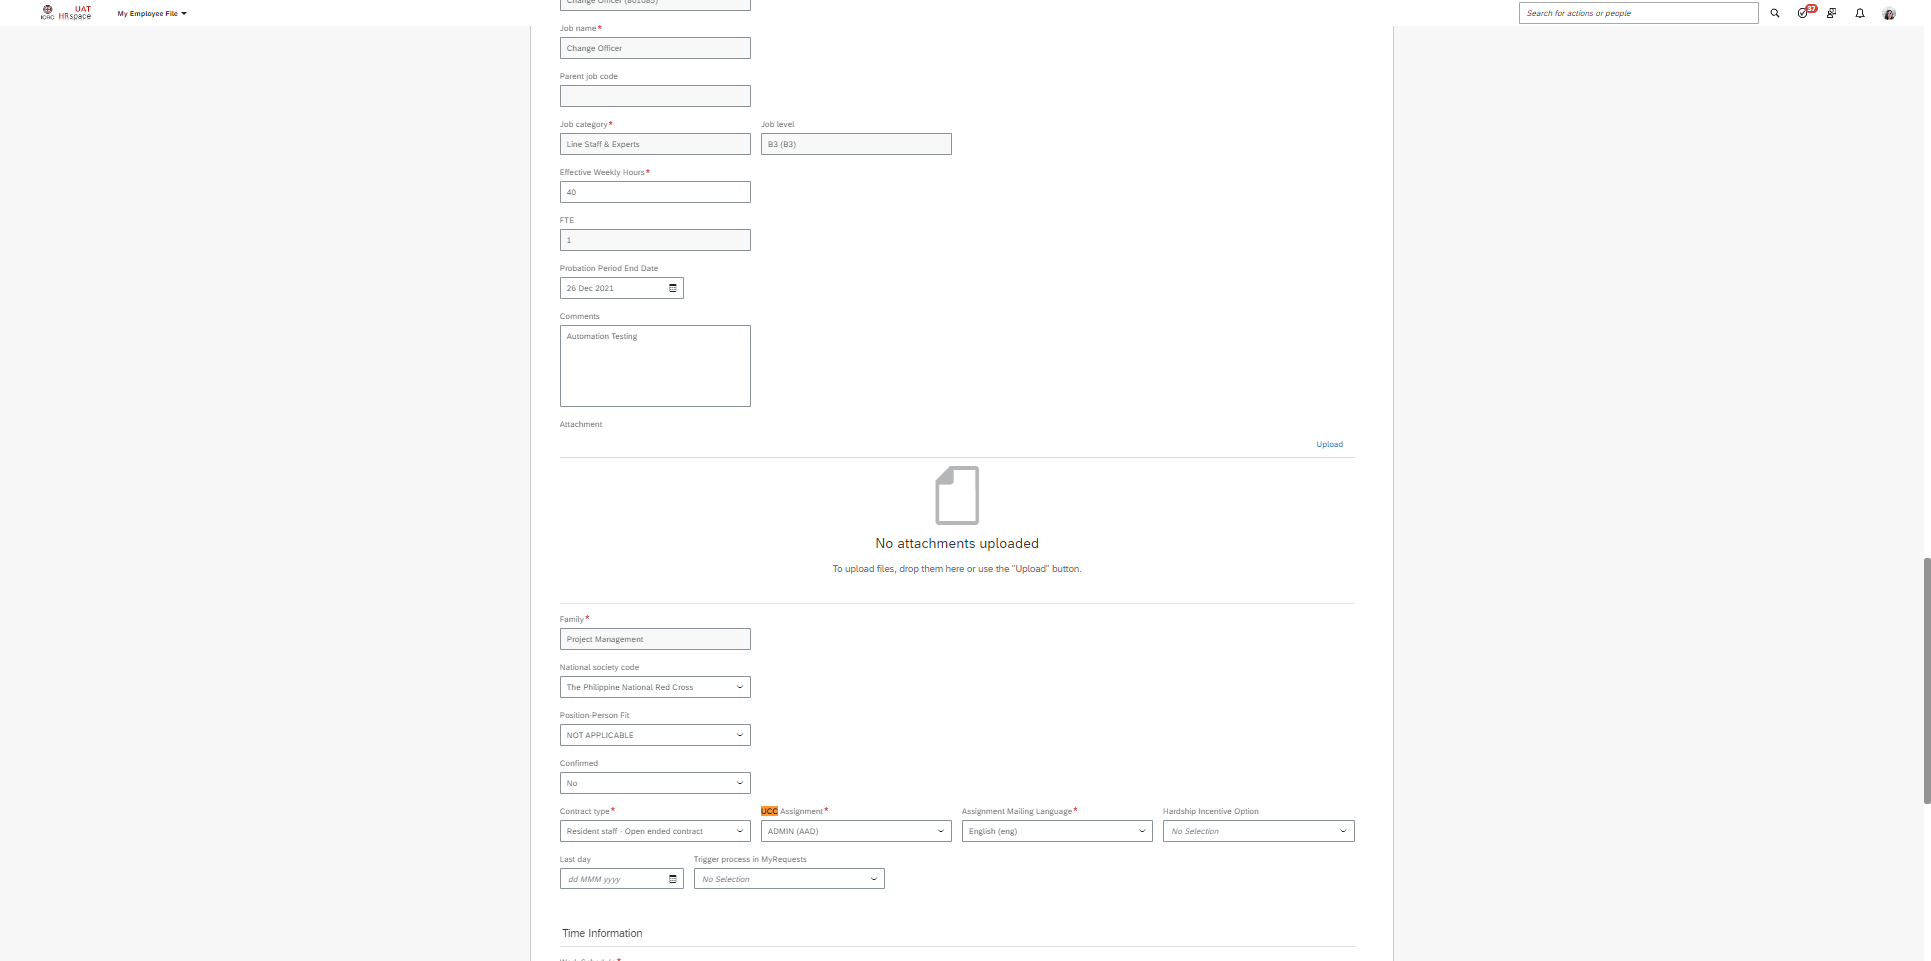 ICRC
UAT
HRspace
My Employee File
Search for actions or people
37
Change Officer (801085)
Job name*
Change Officer
Parent job code
Job category*
Job level
Line Staff & Experts
B3 (B3)
Effective Weekly Hours*
40
FTE
1
Probation Period End Date
26 Dec 2021
Comments
Automation Testing
Attachment
Upload
No attachments uploaded
To upload files, drop them here or use the "Upload" button.
Family*
Project Management
National society code
The Philippine National Red Cross
Position-Person Fit
NOT APPLICABLE
Confirmed
No
Contract type*
UCC Assignment*
Assignment Mailing Language*
Hardship Incentive Option
Resident staff - Open ended contract
ADMIN (AAD)
English (eng)
No Selection
Last day
Trigger process in MyRequests
dd MMM yyyy
No Selection
Time Information
Work Schedule*